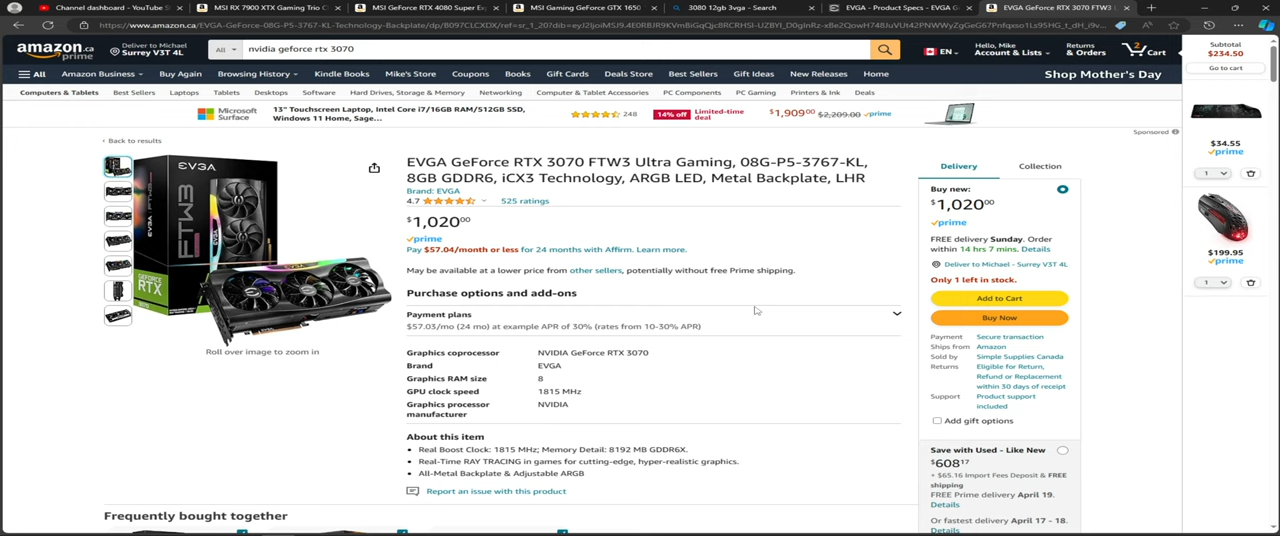 Channel dashboard - YouTube S
MSI RX 7900 XTX Gaming Trio C
MSI GeForce RTX 4080 Super Ex
MSI Gaming GeForce GTX 1650
3080 12gb 3vga - Search
EVGA - Product Specs - EVGA G
EVGA GeForce RTX 3070 FTW3 U
amazon.ca
prime
Deliver to Michael
Surrey V3T 4L
All
nvidia geforce rtx 3070
EN
Hello, Mike
Account & Lists
Returns
& Orders
2
Cart
All
Amazon Business
Buy Again
Browsing History
Kindle Books
Mike's Store
Coupons
Books
Gift Cards
Deals Store
Best Sellers
Gift Ideas
New Releases
Home
Shop Mother's Day
Computers & Tablets
Best Sellers
Laptops
Tablets
Desktops
Software
Hard Drives, Storage & Memory
Networking
Computer & Tablet Accessories
PC Components
PC Gaming
Printers & Ink
Deals
Microsoft
Surface
13" Touchscreen Laptop, Intel Core i7/16GB RAM/512GB SSD,
Windows 11 Home, Sage...
248
14% off
Limited-time
deal
$1,90900
$2,209.00
prime
Sponsored
‹ Back to results
EVGA
FTW3
GEFORCE
RTX
Roll over image to zoom in
EVGA GeForce RTX 3070 FTW3 Ultra Gaming, 08G-P5-3767-KL,
8GB GDDR6, iCX3 Technology, ARGB LED, Metal Backplate, LHR
Brand: EVGA
4.7
525 ratings
$1,02000
prime
Pay $57.04/month or less for 24 months with Affirm. Learn more.
May be available at a lower price from other sellers, potentially without free Prime shipping.
Purchase options and add-ons
Payment plans
$57.03/mo (24 mo) at example APR of 30% (rates from 10-30% APR)
Graphics coprocessor NVIDIA GeForce RTX 3070
Brand EVGA
Graphics RAM size 8
GPU clock speed 1815 MHz
Graphics processor NVIDIA
manufacturer
About this item
• Real Boost Clock: 1815 MHz; Memory Detail: 8192 MB GDDR6X.
• Real-Time RAY TRACING in games for cutting-edge, hyper-realistic graphics.
• All-Metal Backplate & Adjustable ARGB
Report an issue with this product
Frequently bought together
Delivery
Collection
Buy new:
$1,02000
prime
FREE delivery Sunday. Order
within 14 hrs 7 mins. Details
Deliver to Michael - Surrey V3T 4L
Only 1 left in stock.
Add to Cart
Buy Now
Payment Secure transaction
Ships from Amazon
Sold by Simple Supplies Canada
Returns Eligible for Return,
Refund or Replacement
within 30 days of receipt
Support Product support
included
Add gift options
Save with Used - Like New
$60817
+ $65.16 Import Fees Deposit & FREE
shipping
FREE Prime delivery April 19.
Details
Or fastest delivery April 17 - 18.
Details
Subtotal
$234.50
Go to cart
$34.55
prime
1
$199.95
prime
1